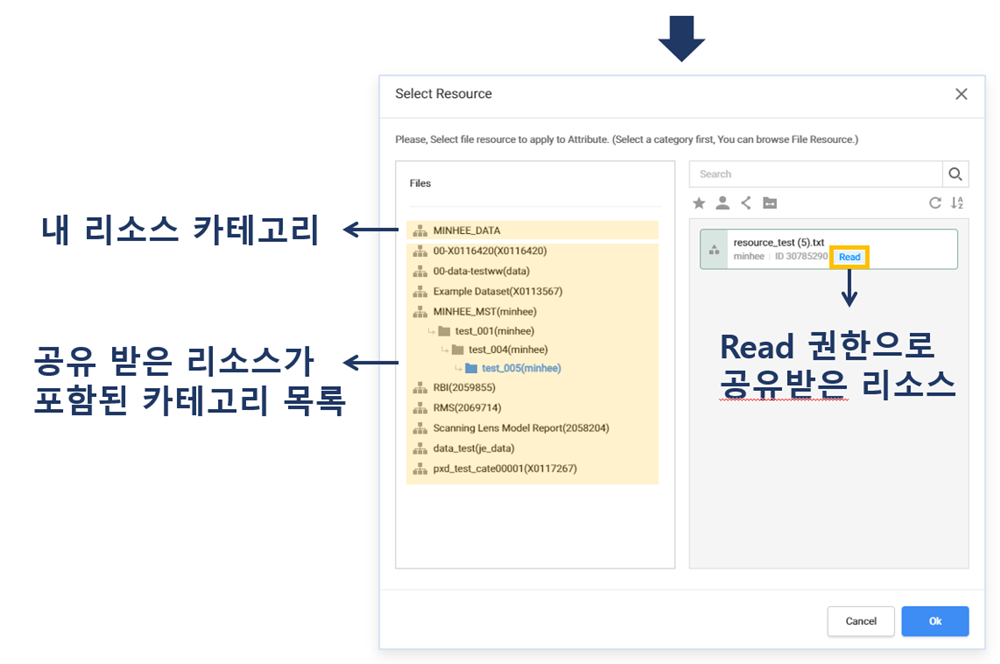 Select Resource
Please, Select file resource to apply to Attribute. (Select a category first, You can browse File Resource.)
Files
Search
내 리소스 카테고리
MINHEE_DATA
00-X0116420(X0116420)
00-data-testww(data)
Example Dataset(X0113567)
MINHEE_MST(minhee)
test_001(minhee)
test_004(minhee)
test_005(minhee)
RBI(2059855)
RMS(2069714)
Scanning Lens Model Report(2058204)
data_test(je_data)
pxd_test_cate00001(X0117267)
공유 받은 리소스가
포함된 카테고리 목록
resource_test (5).txt
minhee | ID 30785290 Read
Read 권한으로
공유받은 리소스
Cancel
Ok